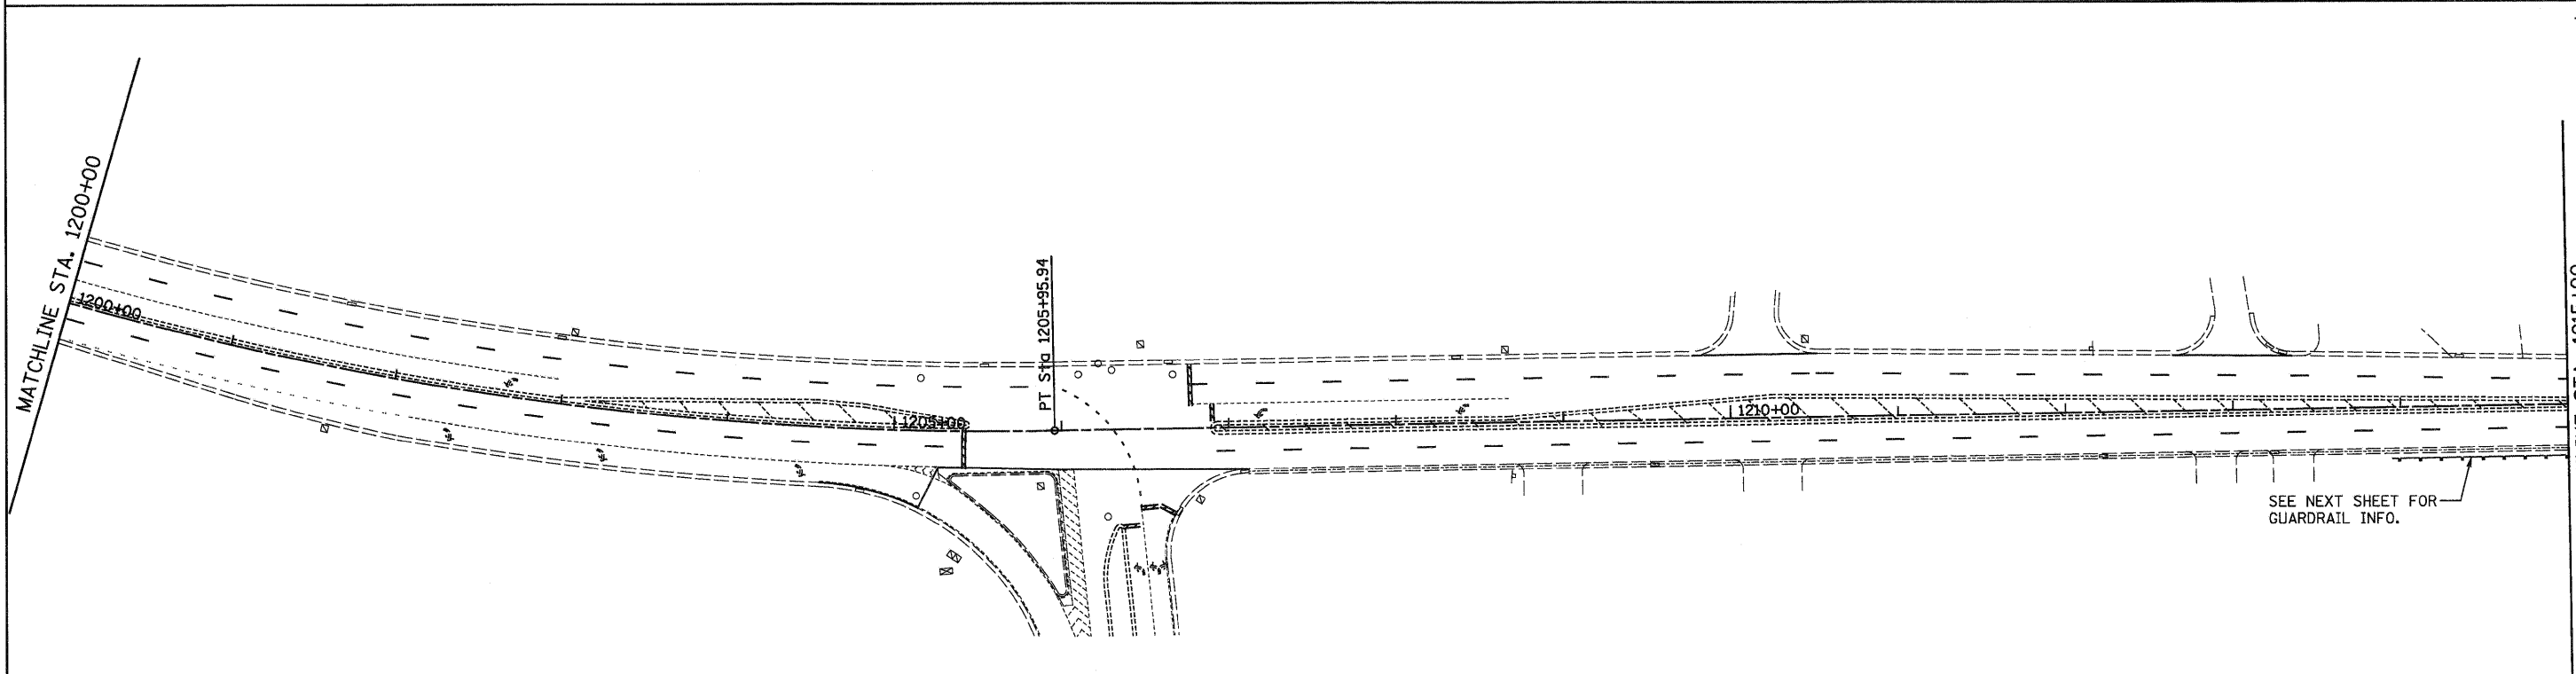 MATCHLINE STA. 1200+00
1200+00
1205+00
PT Sta 1205+95.94
1210+00
SEE NEXT SHEET FOR
GUARDRAIL INFO.